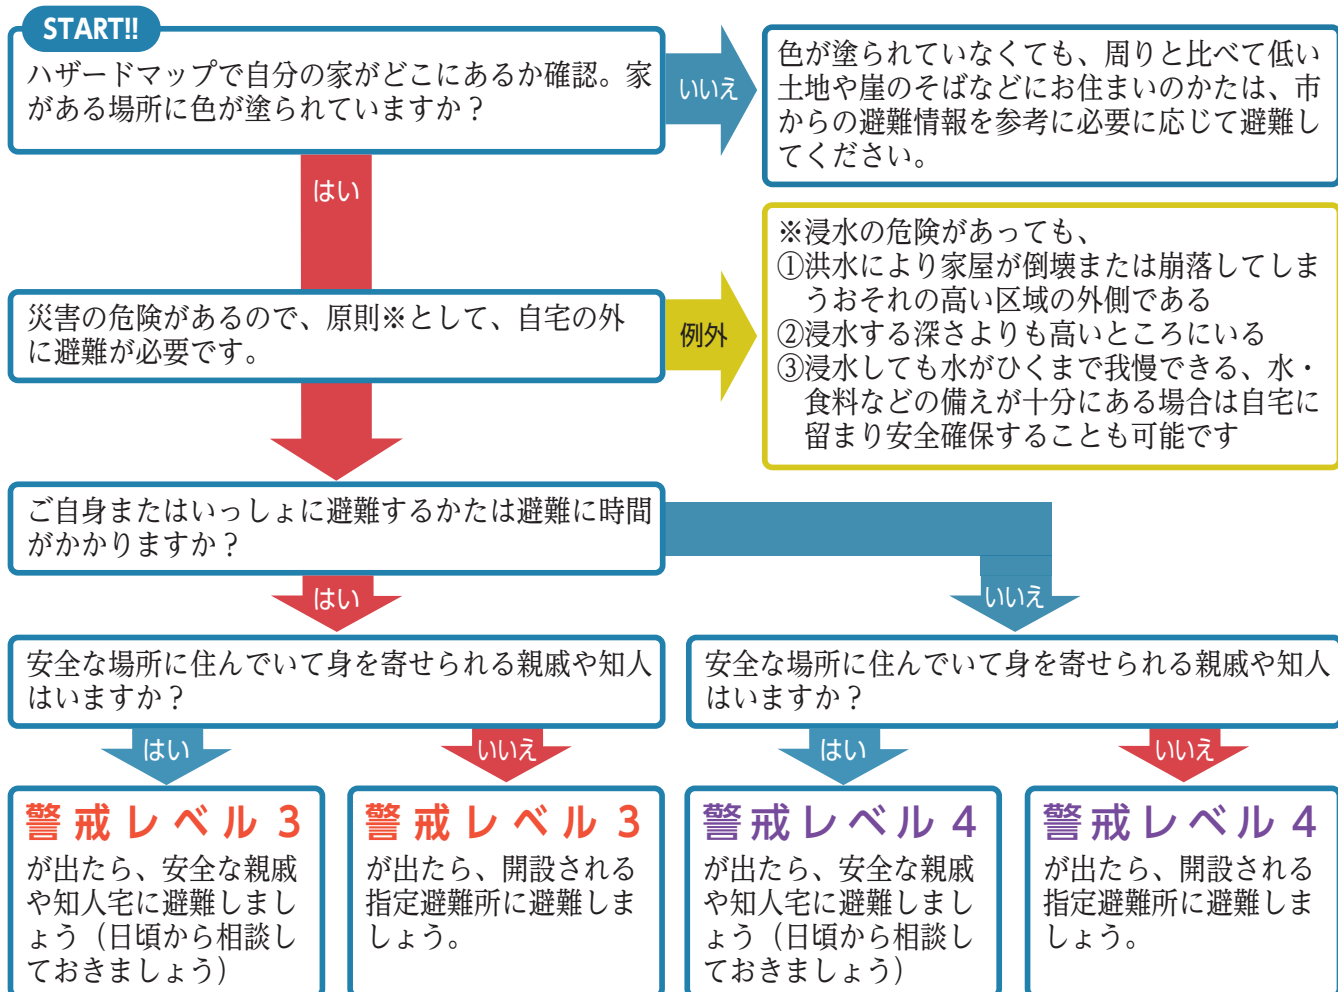 START!!
ハザードマップで自分の家がどこにあるか確認。家
がある場所に色が塗られていますか？
いいえ
色が塗られていなくても、周りと比べて低い
土地や崖のそばなどにお住まいのかたは、市
からの避難情報を参考に必要に応じて避難し
てください。
はい
災害の危険があるので、原則※として、自宅の外
に避難が必要です。
例外
※浸水の危険があっても、
①洪水により家屋が倒壊または崩落してしま
うおそれの高い区域の外側である
②浸水する深さよりも高いところにいる
③浸水しても水がひくまで我慢できる、水・
食料などの備えが十分にある場合は自宅に
留まり安全確保することも可能です
ご自身またはいっしょに避難するかたは避難に時間
がかかりますか？
はい
いいえ
安全な場所に住んでいて身を寄せられる親戚や知人
はいますか？
安全な場所に住んでいて身を寄せられる親戚や知人
はいますか？
はい
いいえ
はい
いいえ
警戒レベル3
が出たら、安全な親戚
や知人宅に避難しまし
ょう（日頃から相談し
ておきましょう）
警戒レベル3
が出たら、開設される
指定避難所に避難しま
しょう。
警戒レベル4
が出たら、安全な親戚
や知人宅に避難しまし
ょう（日頃から相談し
ておきましょう）
警戒レベル4
が出たら、開設される
指定避難所に避難しま
しょう。